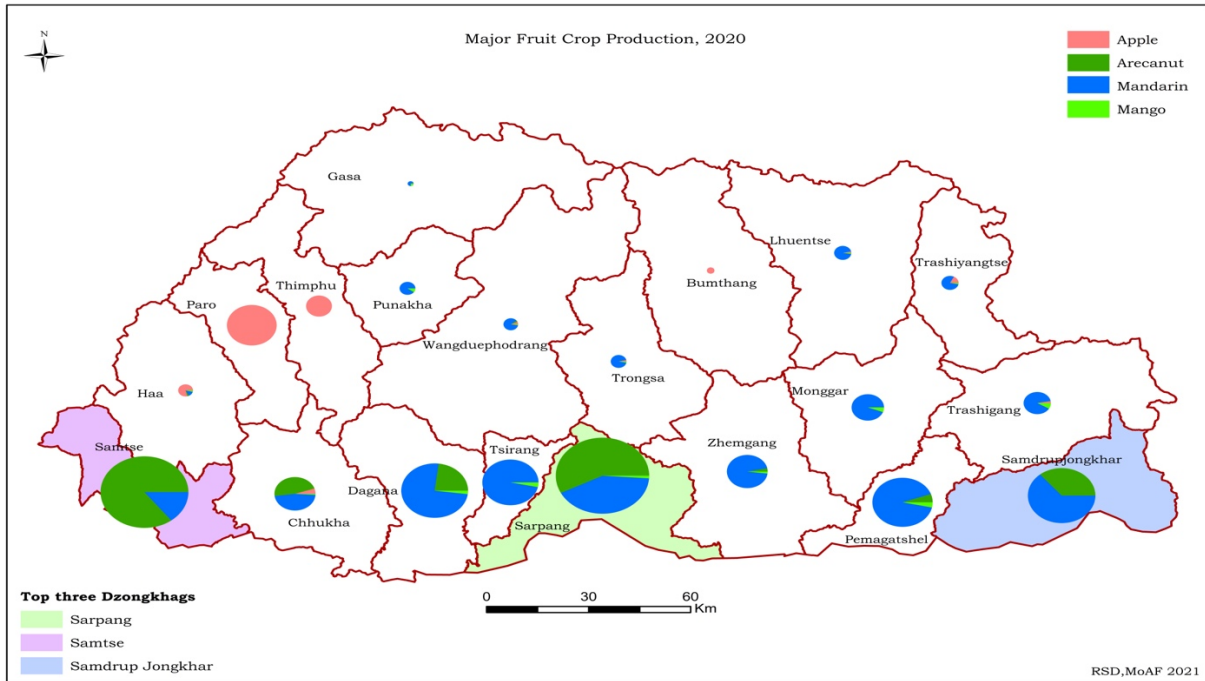 N
Major Fruit Crop Production, 2020
Apple
Arecanut
Mandarin
Mango
Gasa
Lhuentse
Trashiyangtse
Bumthang
Thimphu
Paro
Punakha
Wangduephodrang
Trongsa
Haa
Monggar
Trashigang
Samtse
Zhemgang
Tsirang
Samdrupjongkhar
Dagana
Chhukha
Sarpang
Pemagatshel
Top three Dzongkhags
Sarpang
Samtse
Samdrup Jongkhar
0 30 60
Km
RSD,MoAF 2021